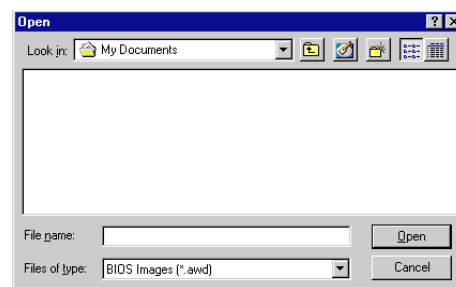 Open
Look in: My Documents
File name: Open
Files of type: BIOS Images (*.awd) Cancel